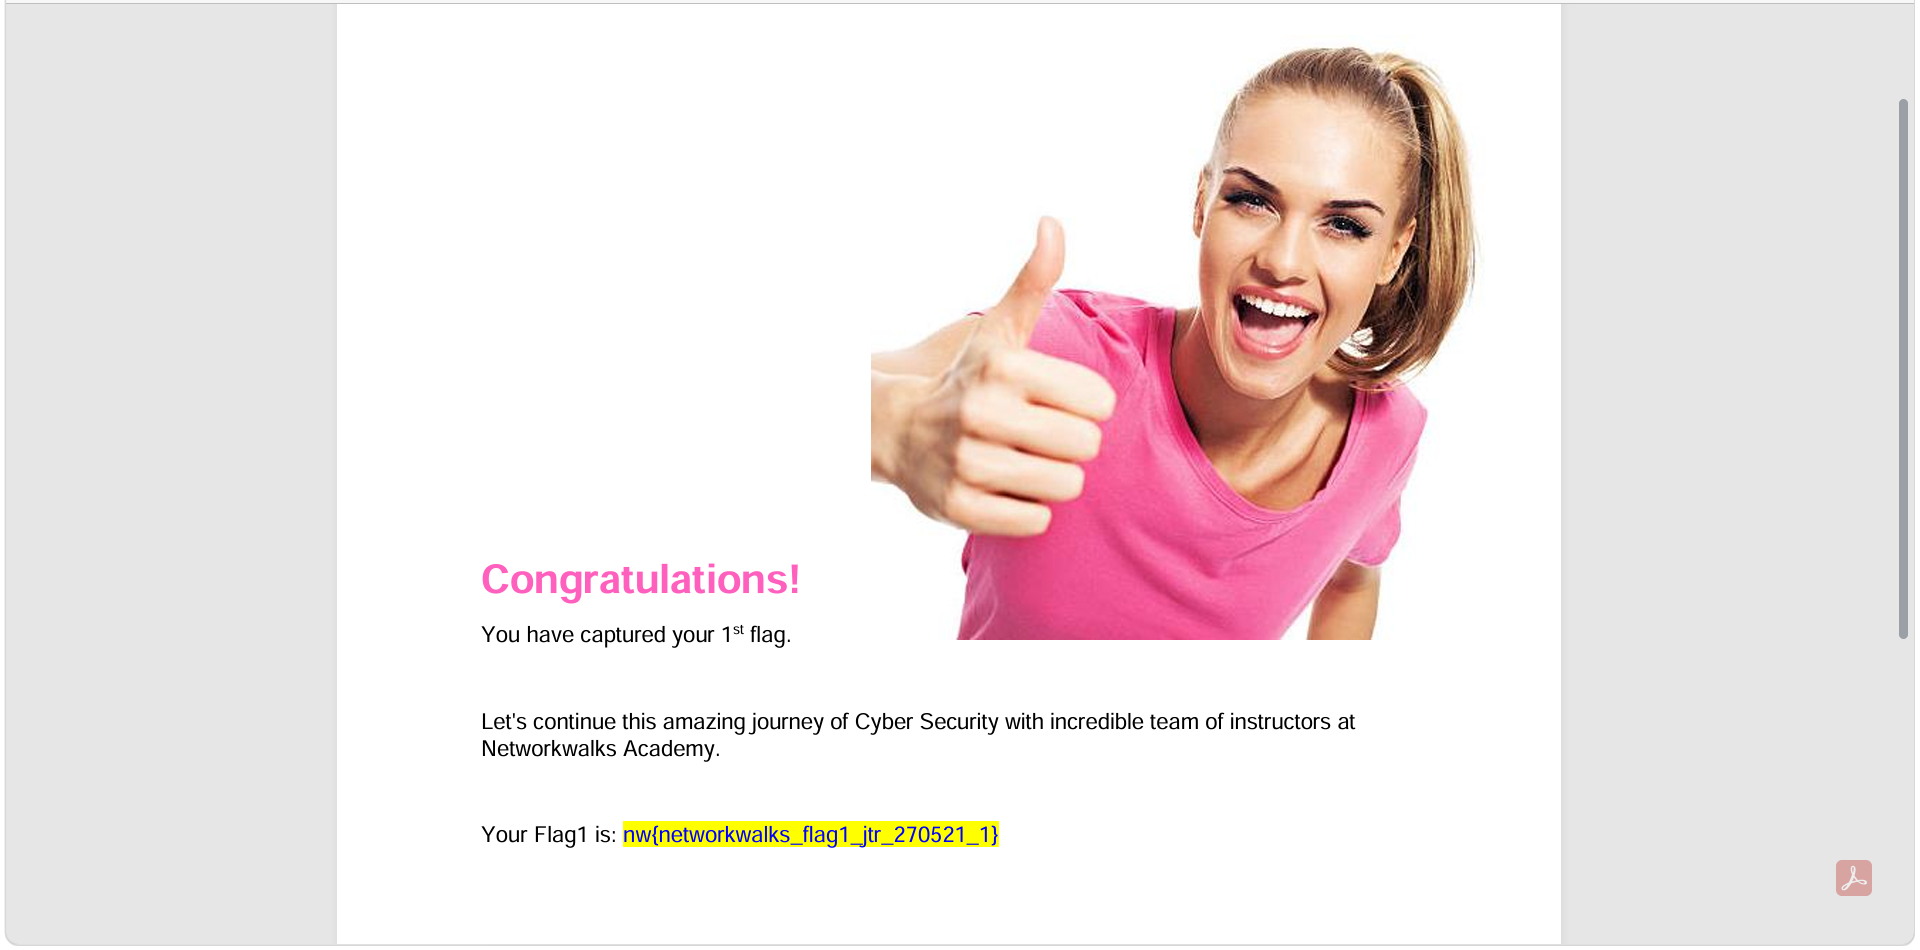 Congratulations!
You have captured your 1st flag.
Let's continue this amazing journey of Cyber Security with incredible team of instructors at
Networkwalks Academy.
Your Flag1 is: nw{networkwalks_flag1_jtr_270521_1}